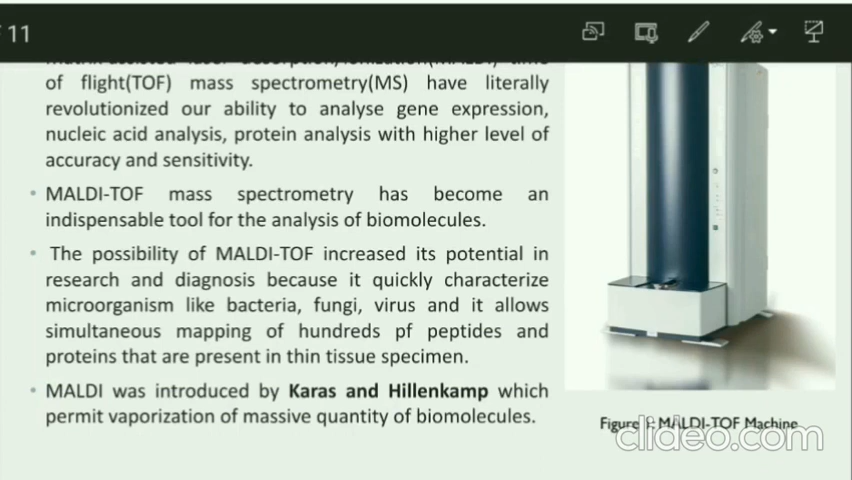 11
of flight(TOF) mass spectrometry(MS) have literally
revolutionized our ability to analyse gene expression,
nucleic acid analysis, protein analysis with higher level of
accuracy and sensitivity.
• MALDI-TOF mass spectrometry has become an
indispensable tool for the analysis of biomolecules.
• The possibility of MALDI-TOF increased its potential in
research and diagnosis because it quickly characterize
microorganism like bacteria, fungi, virus and it allows
simultaneous mapping of hundreds pf peptides and
proteins that are present in thin tissue specimen.
• MALDI was introduced by Karas and Hillenkamp which
permit vaporization of massive quantity of biomolecules.
Figure MALDI-TOF Machine
clideo.com